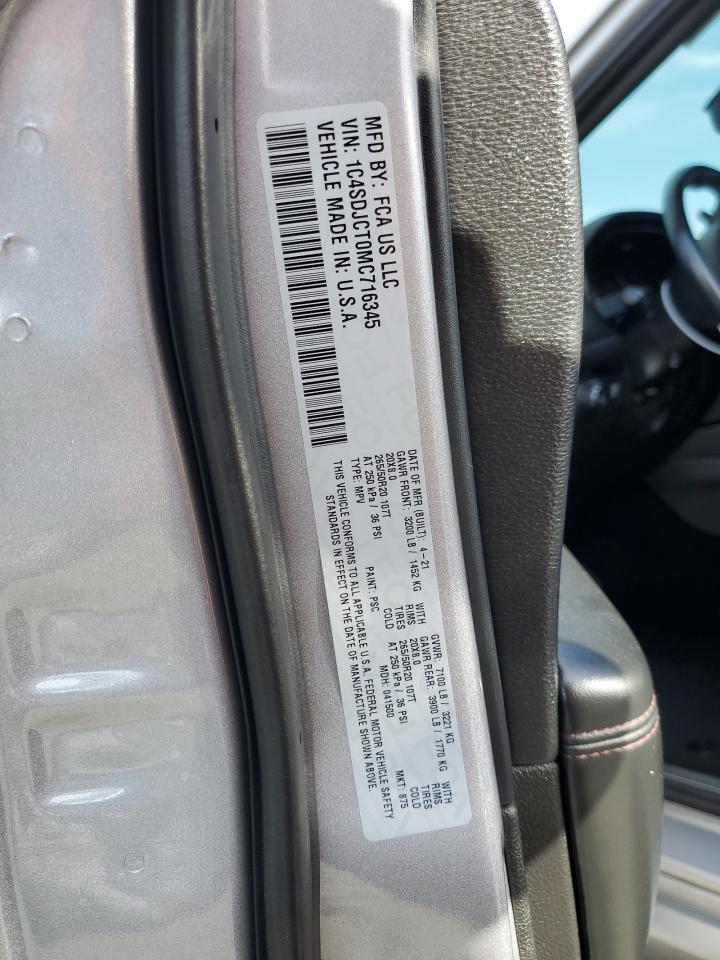 MFD BY: FCA US LLC
VIN: 1C4SDJCT0MC716345
VEHICLE MADE IN: U.S.A.
DATE OF MFR (BUILT): 4-21 GVWR: 7100 LB / 3221 KG
GAWR FRONT: 3200 LB / 1452 KG WITH GAWR REAR: 3900 LB / 1770 KG WITH
20X8.0 RIMS 20X8.0 RIMS
265/50R20 107T TIRES 265/50R20 107T TIRES
AT 250 kPa / 36 PSI COLD AT 250 kPa / 36 PSI COLD
TYPE: MPV PAINT: PSC MDH: 041500 MKT: 875
THIS VEHICLE CONFORMS TO ALL APPLICABLE U.S.A. FEDERAL MOTOR VEHICLE SAFETY
STANDARDS IN EFFECT ON THE DATE OF MANUFACTURE SHOWN ABOVE.